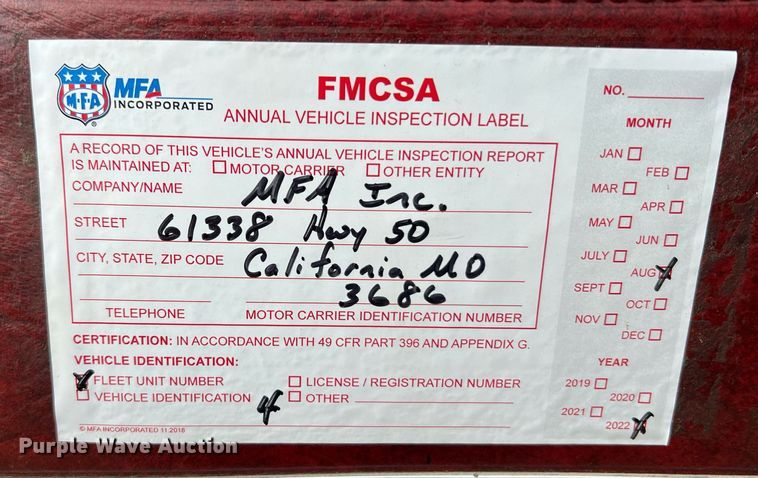 M·F·A
MFA
INCORPORATED
FMCSA
ANNUAL VEHICLE INSPECTION LABEL
A RECORD OF THIS VEHICLE'S ANNUAL VEHICLE INSPECTION REPORT
IS MAINTAINED AT: MOTOR CARRIER OTHER ENTITY
COMPANY/NAME MFA Inc.
STREET 61338 Hwy 50
CITY, STATE, ZIP CODE California MO
3686
TELEPHONE MOTOR CARRIER IDENTIFICATION NUMBER
CERTIFICATION: IN ACCORDANCE WITH 49 CFR PART 396 AND APPENDIX G.
VEHICLE IDENTIFICATION:
FLEET UNIT NUMBER LICENSE / REGISTRATION NUMBER
VEHICLE IDENTIFICATION OTHER
© MFA INCORPORATED 11.2018
NO.
MONTH
JAN
FEB
MAR
APR
MAY
JUN
JULY
AUG
SEPT
OCT
NOV
DEC
YEAR
2019
2020
2021
2022
Purple Wave Auction